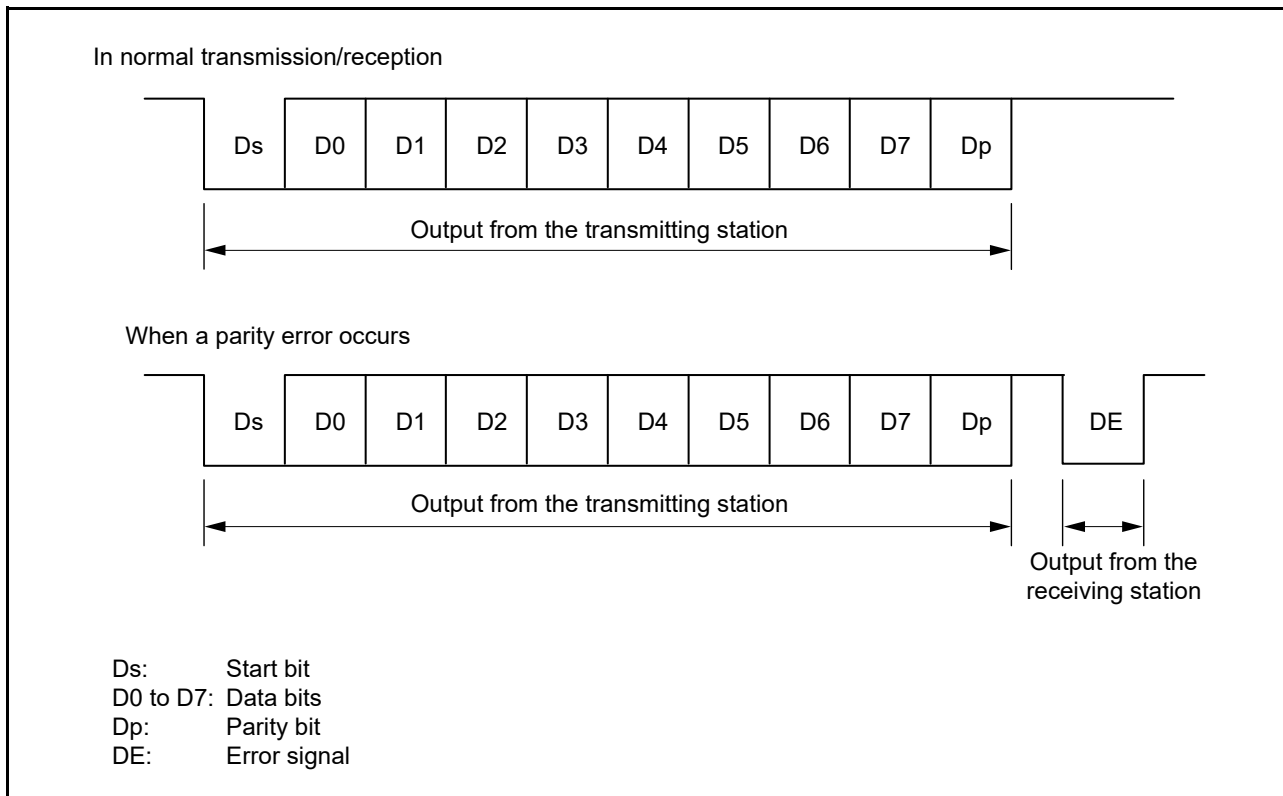 In normal transmission/reception
Ds D0 D1 D2 D3 D4 D5 D6 D7 Dp
Output from the transmitting station
When a parity error occurs
Ds D0 D1 D2 D3 D4 D5 D6 D7 Dp DE
Output from the transmitting station
Output from the
receiving station
Ds: Start bit
D0 to D7: Data bits
Dp: Parity bit
DE: Error signal